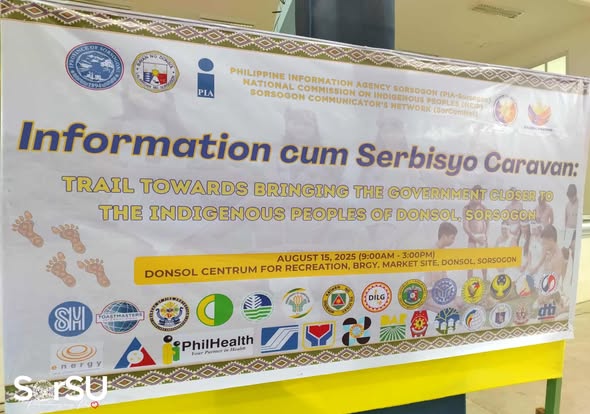 PHILIPPINE INFORMATION AGENCY SORSOGON (PIA-Sorsogon)
NATIONAL COMMISSION ON INDIGENOUS PEOPLES (NCIP)
SORSOGON COMMUNICATOR'S NETWORK (SorComNet)
PIA
Information cum Serbisyo Caravan:
TRAIL TOWARDS BRINGING THE GOVERNMENT CLOSER TO
THE INDIGENOUS PEOPLES OF DONSOL, SORSOGON
AUGUST 15, 2025 (9:00AM - 3:00PM)
DONSOL CENTRUM FOR RECREATION, BRGY. MARKET SITE, DONSOL, SORSOGON
SM
TOASTMASTERS
DILG
energy
PhilHealth
Your Partner in Health
dti
SorSU